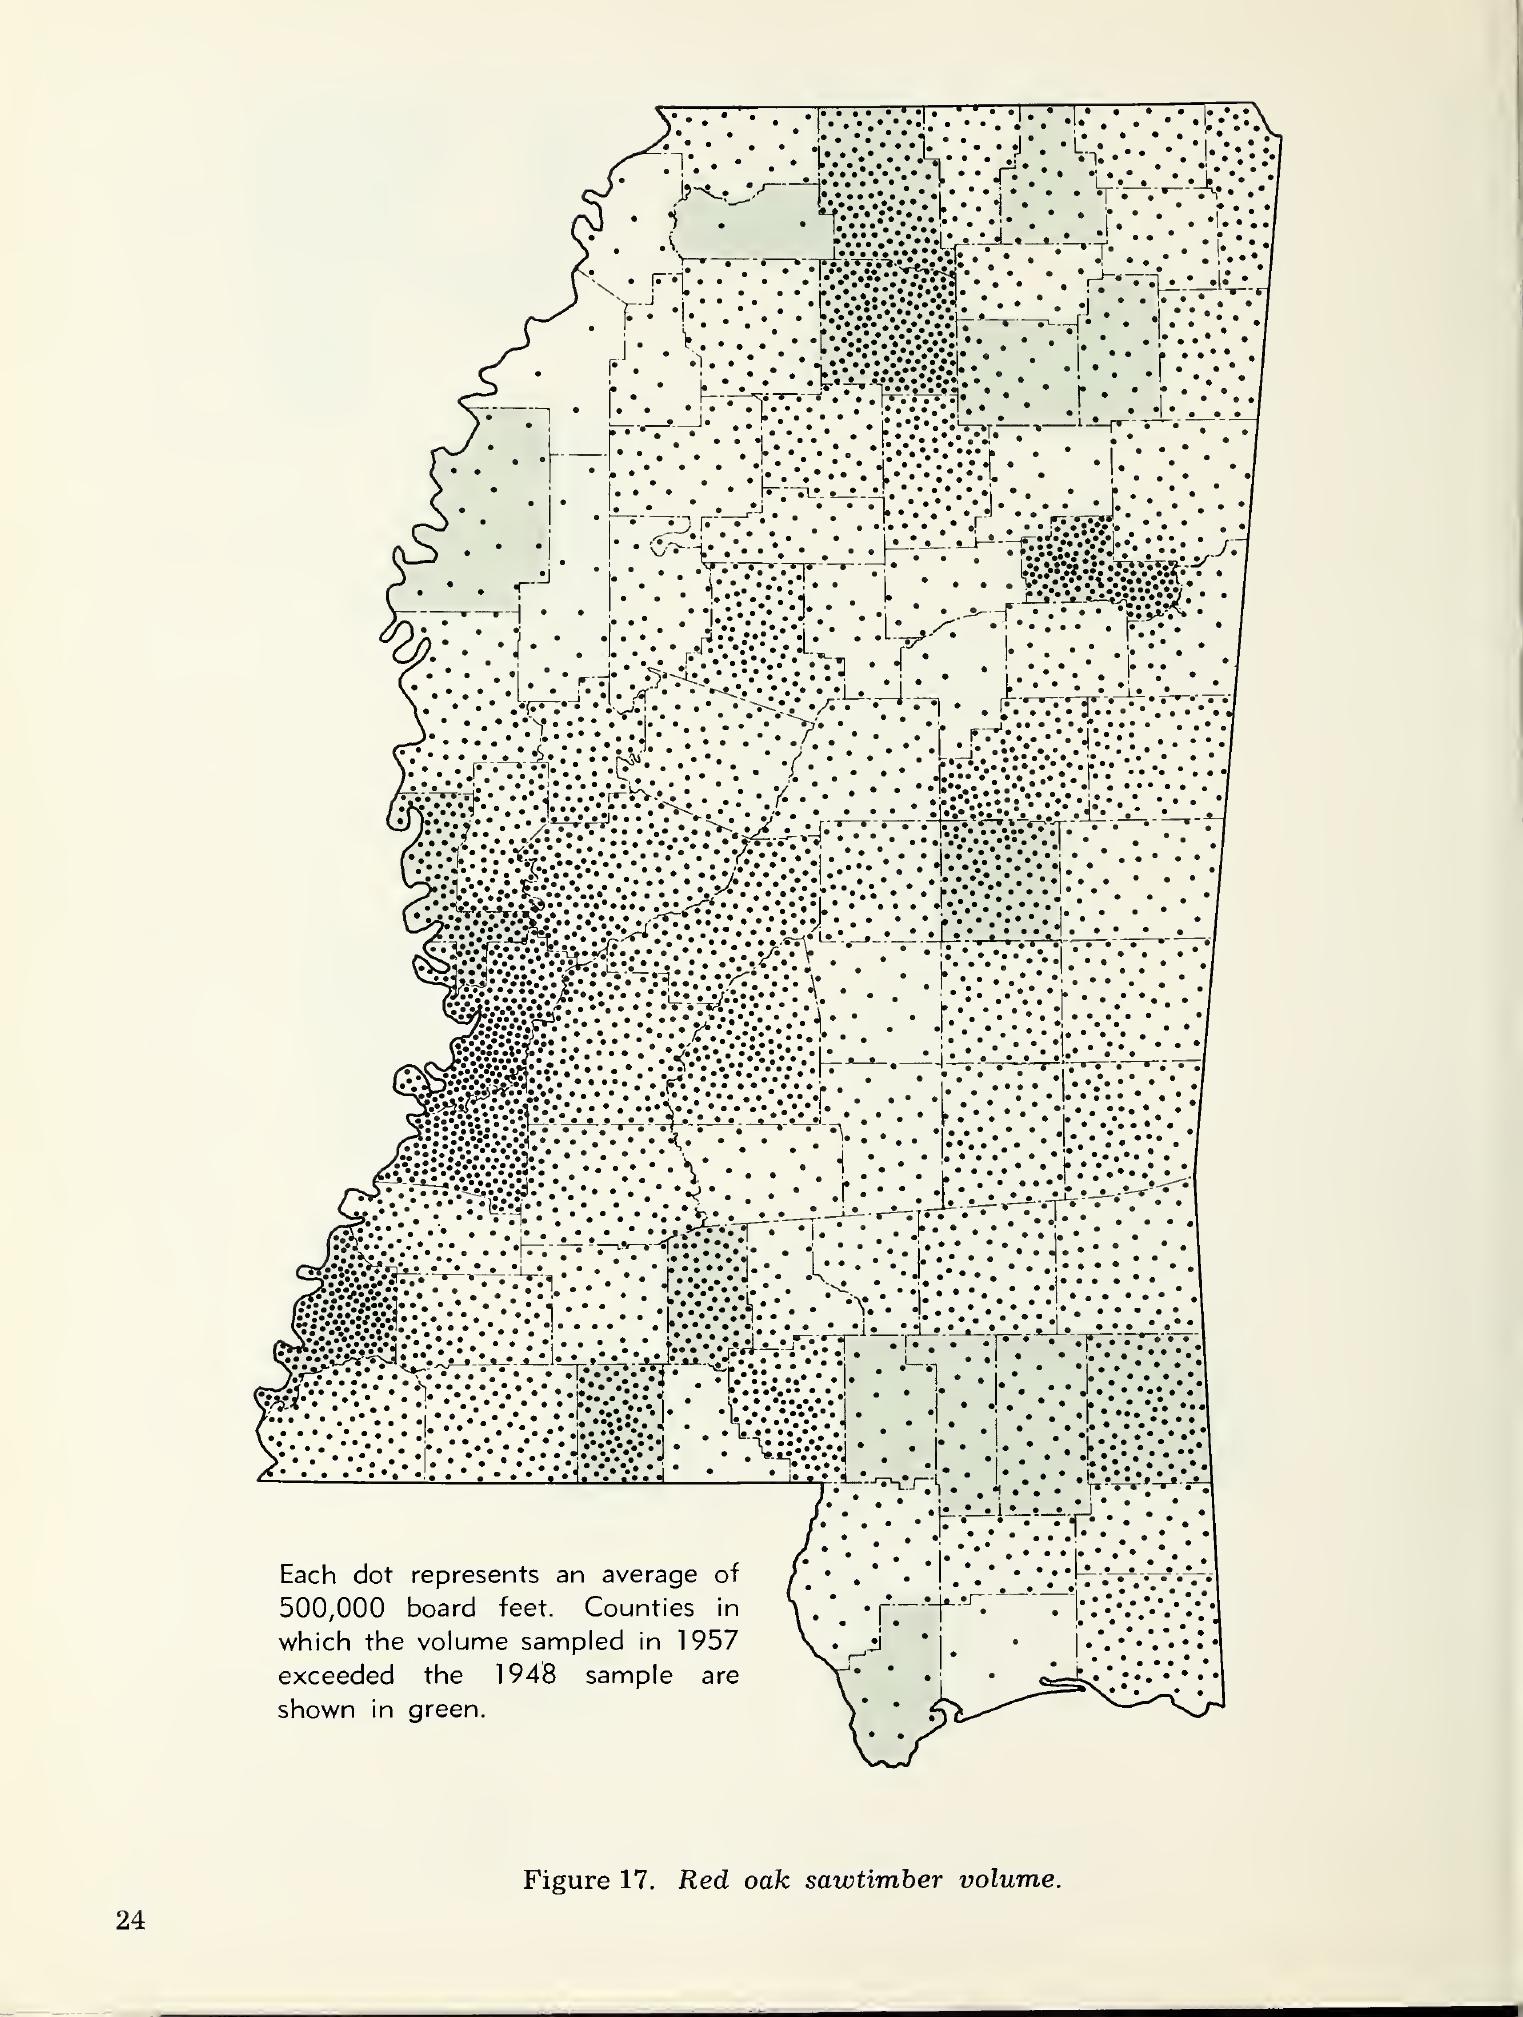 Each dot represents an average of
500,000 board feet. Counties in
which the volume sampled in 1957
exceeded the 1948 sample are
shown in green.
Figure 17. Red oak sawtimber volume.
24